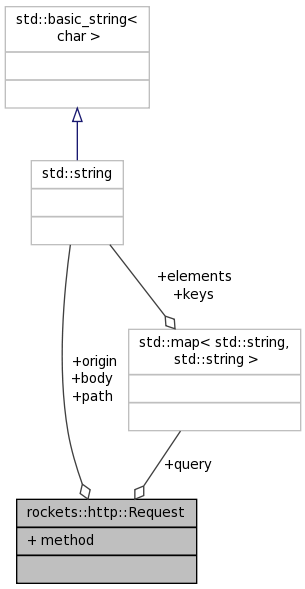 std::basic_string<
char >
std::string
+elements
+keys
std::map< std::string,
std::string >
+origin
+body
+path
+query
rockets::http::Request
+ method